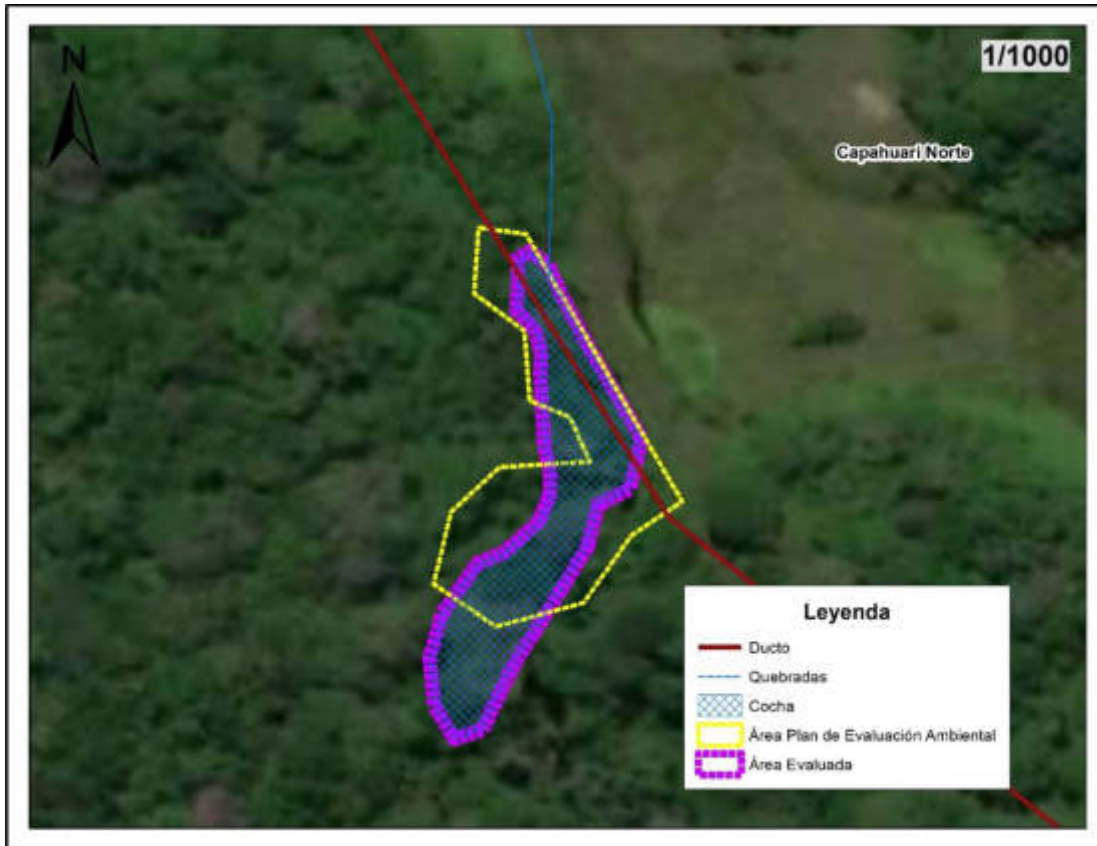 N
1/1000
Capahuari Norte
Leyenda
Ducto
Quebradas
Cocha
Área Plan de Evaluación Ambiental
Área Evaluada